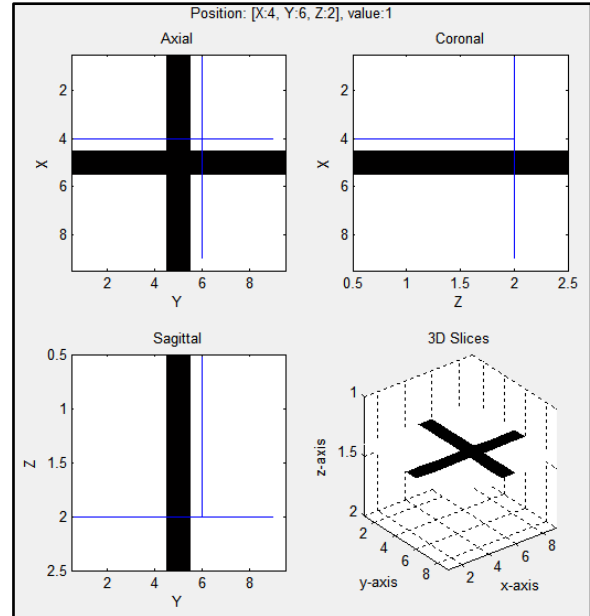 Position: [X:4, Y:6, Z:2], value:1
Axial
2
4
6
8
X
2 4 6 8
Y
Coronal
2
4
6
8
X
0.5 1 1.5 2 2.5
Z
Sagittal
0.5
1
1.5
2
2.5
Z
2 4 6 8
Y
3D Slices
1
1.5
2
z-axis
2
4
6
8
y-axis
2
4
6
8
x-axis